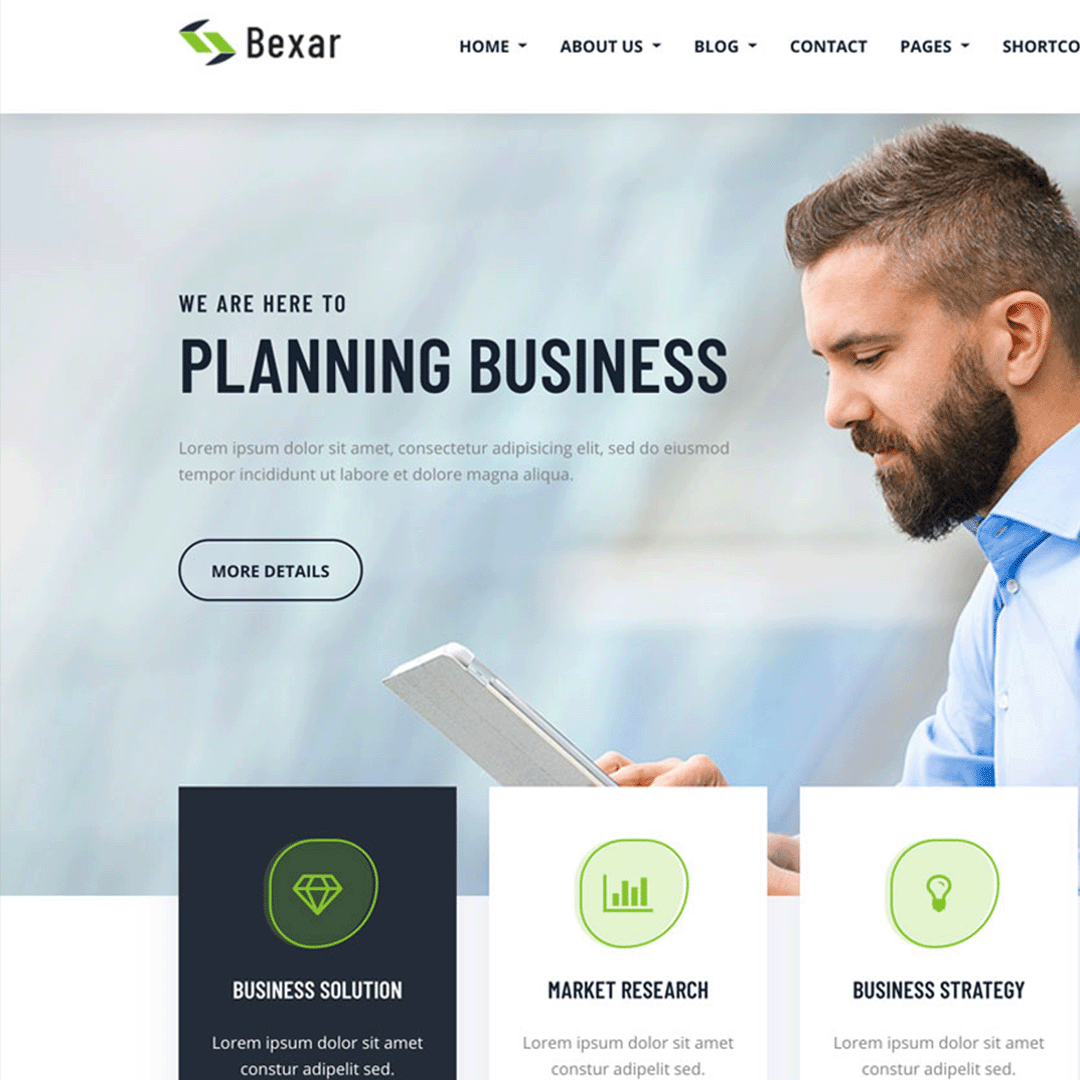 Bexar
HOME ABOUT US BLOG CONTACT PAGES SHORTCO
WE ARE HERE TO
PLANNING BUSINESS
Lorem ipsum dolor sit amet, consectetur adipisicing elit, sed do eiusmod
tempor incididunt ut labore et dolore magna aliqua.
MORE DETAILS
BUSINESS SOLUTION
Lorem ipsum dolor sit amet
constur adipelit sed.
MARKET RESEARCH
Lorem ipsum dolor sit amet
constur adipelit sed.
BUSINESS STRATEGY
Lorem ipsum dolor sit amet
constur adipelit sed.